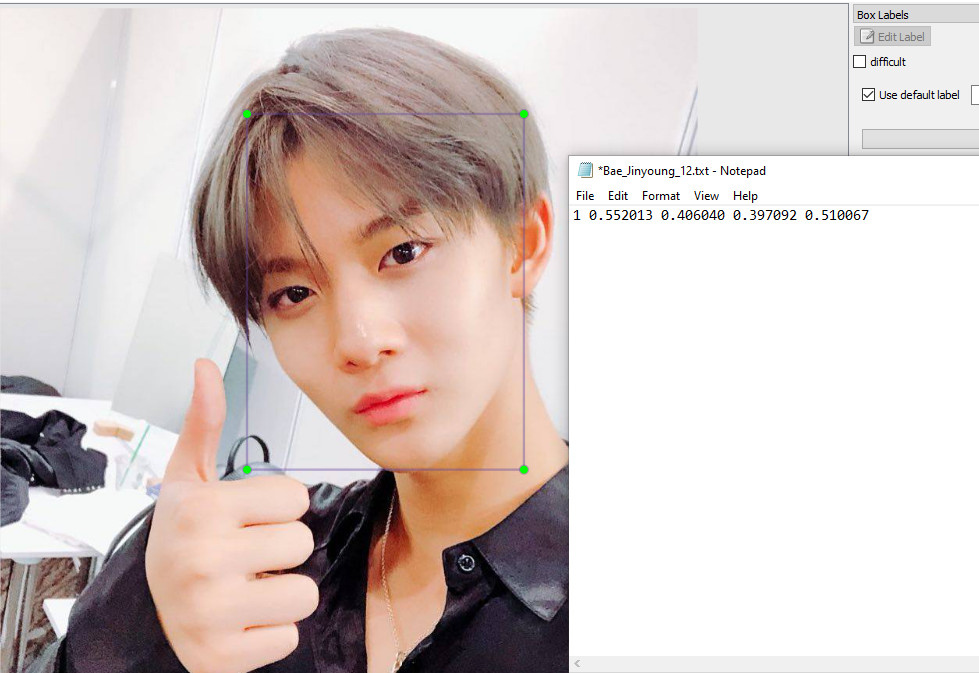 Box Labels
Edit Label
difficult
Use default label
*Bae_Jinyoung_12.txt - Notepad
File Edit Format View Help
1 0.552013 0.406040 0.397092 0.510067